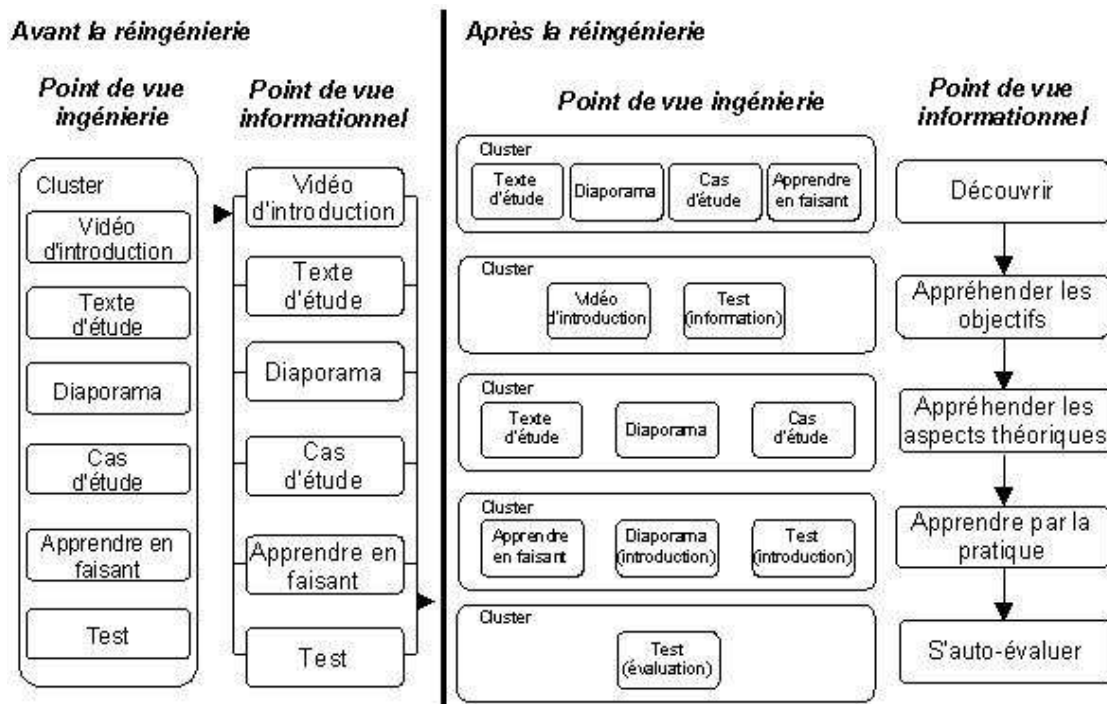 Avant la réingénierie
Point de vue
ingénierie
Point de vue
informationnel
Cluster
Vidéo
d'introduction
Texte
d'étude
Diaporama
Cas
d'étude
Apprendre en
faisant
Test
Vidéo
d'introduction
Texte
d'étude
Diaporama
Cas
d'étude
Apprendre en
faisant
Test
Après la réingénierie
Point de vue ingénierie
Point de vue
informationnel
Cluster
Texte
d'étude
Diaporama
Cas
d'étude
Apprendre
en faisant
Découvrir
Cluster
Vidéo
d'introduction
Test
(information)
Appréhender les
objectifs
Cluster
Texte
d'étude
Diaporama
Cas
d'étude
Appréhender les
aspects théoriques
Cluster
Apprendre
en faisant
Diaporama
(introduction)
Test
(introduction)
Apprendre par la
pratique
Cluster
Test
(évaluation)
S'auto-évaluer